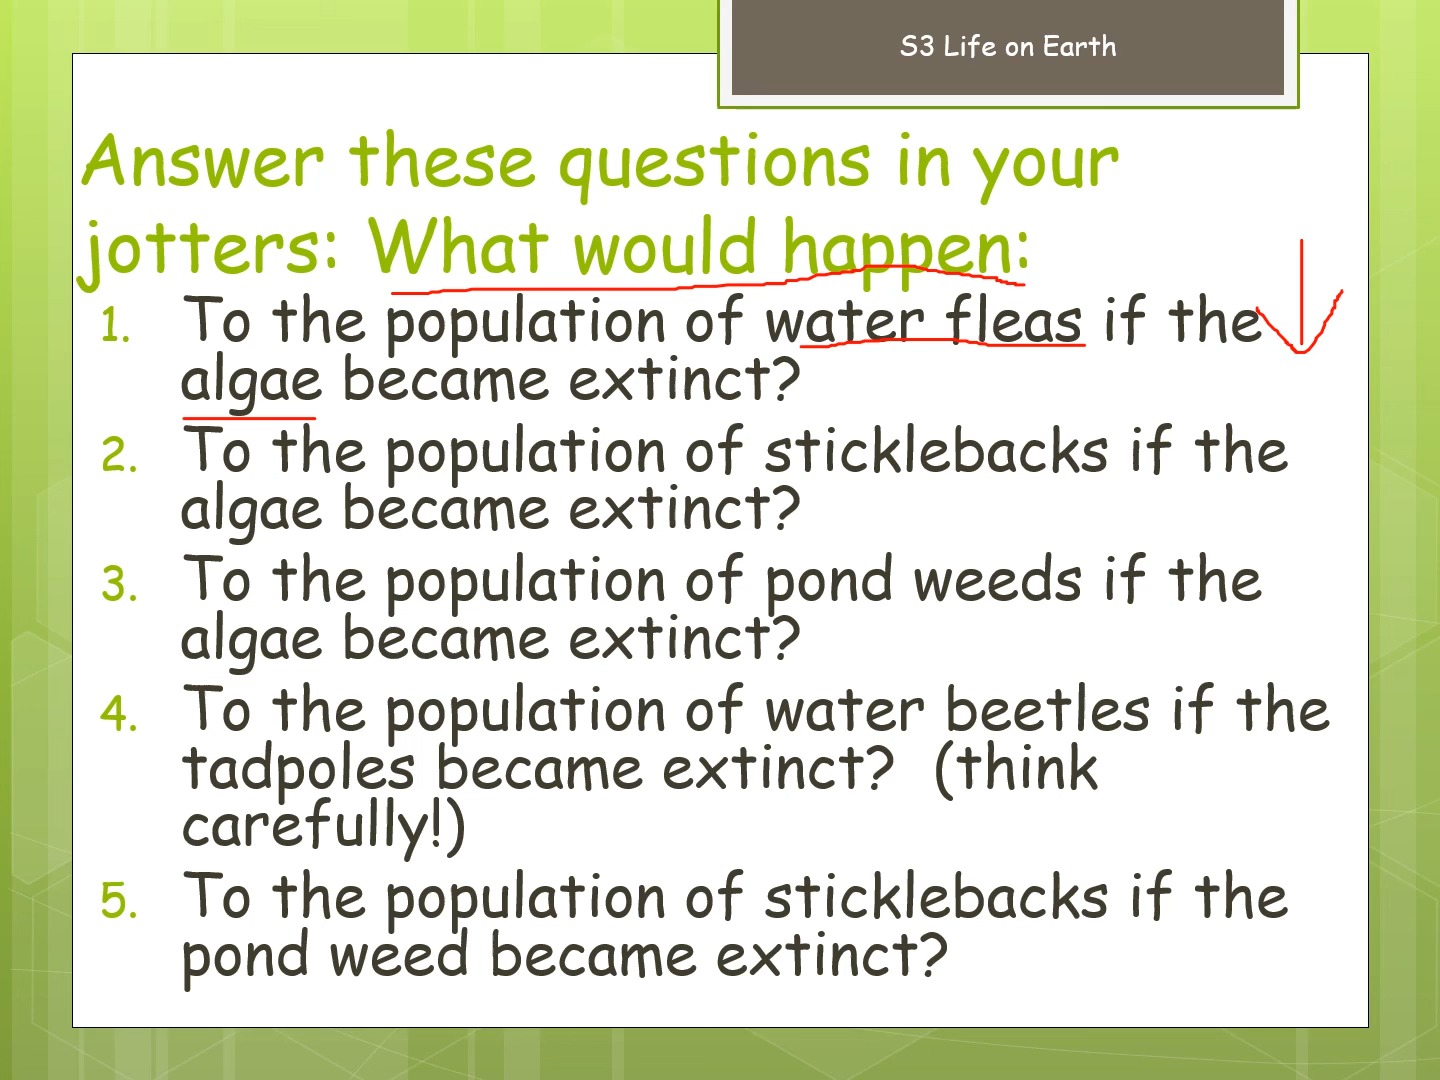 S3 Life on Earth
Answer these questions in your
jotters: What would happen:
1. To the population of water fleas if the
algae became extinct?
2. To the population of sticklebacks if the
algae became extinct?
3. To the population of pond weeds if the
algae became extinct?
4. To the population of water beetles if the
tadpoles became extinct? (think
carefully!)
5. To the population of sticklebacks if the
pond weed became extinct?